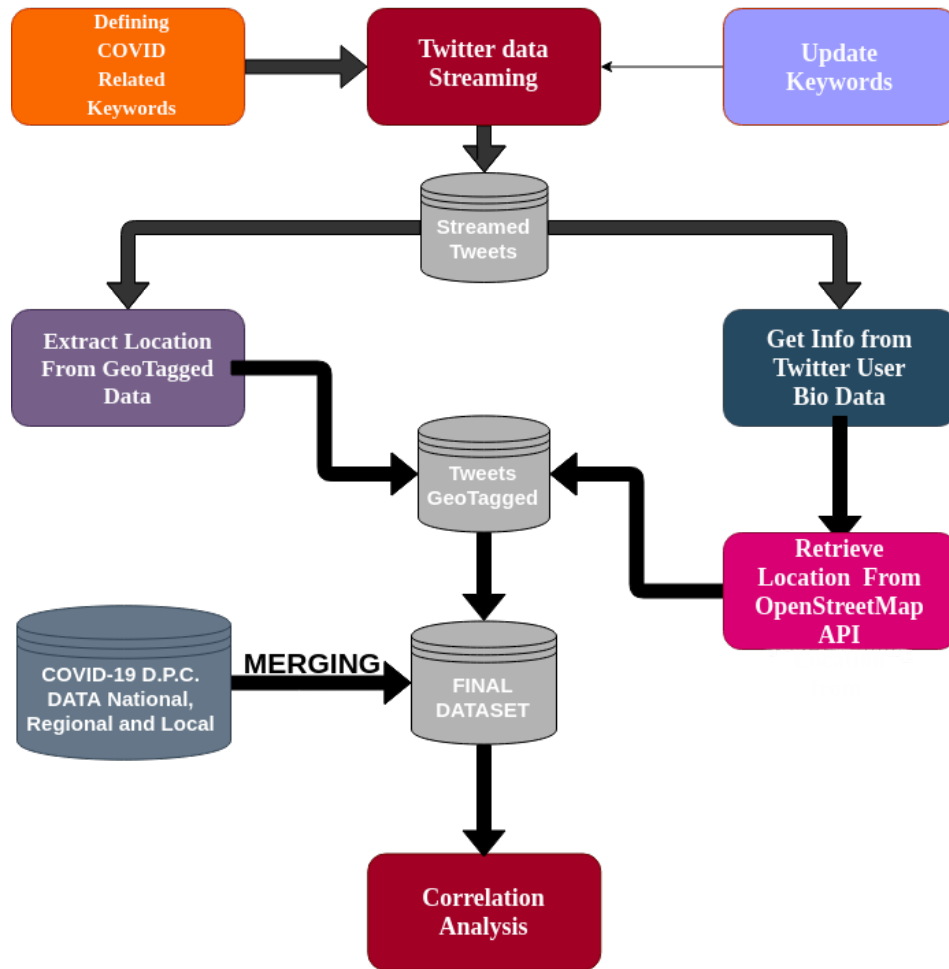 Defining
COVID
Related
Keywords
Twitter data
Streaming
Update
Keywords
Streamed
Tweets
Extract Location
From GeoTagged
Data
Get Info from
Twitter User
Bio Data
Tweets
GeoTagged
Retrieve
Location From
OpenStreetMap
API
COVID-19 D.P.C.
DATA National,
Regional and Local
MERGING
FINAL
DATASET
Correlation
Analysis